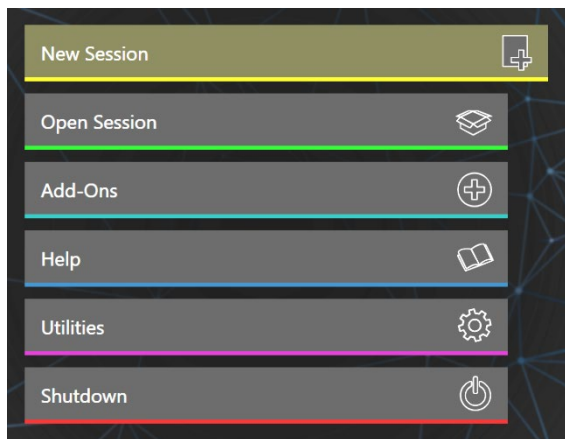 New Session
Open Session
Add-Ons
Help
Utilities
Shutdown